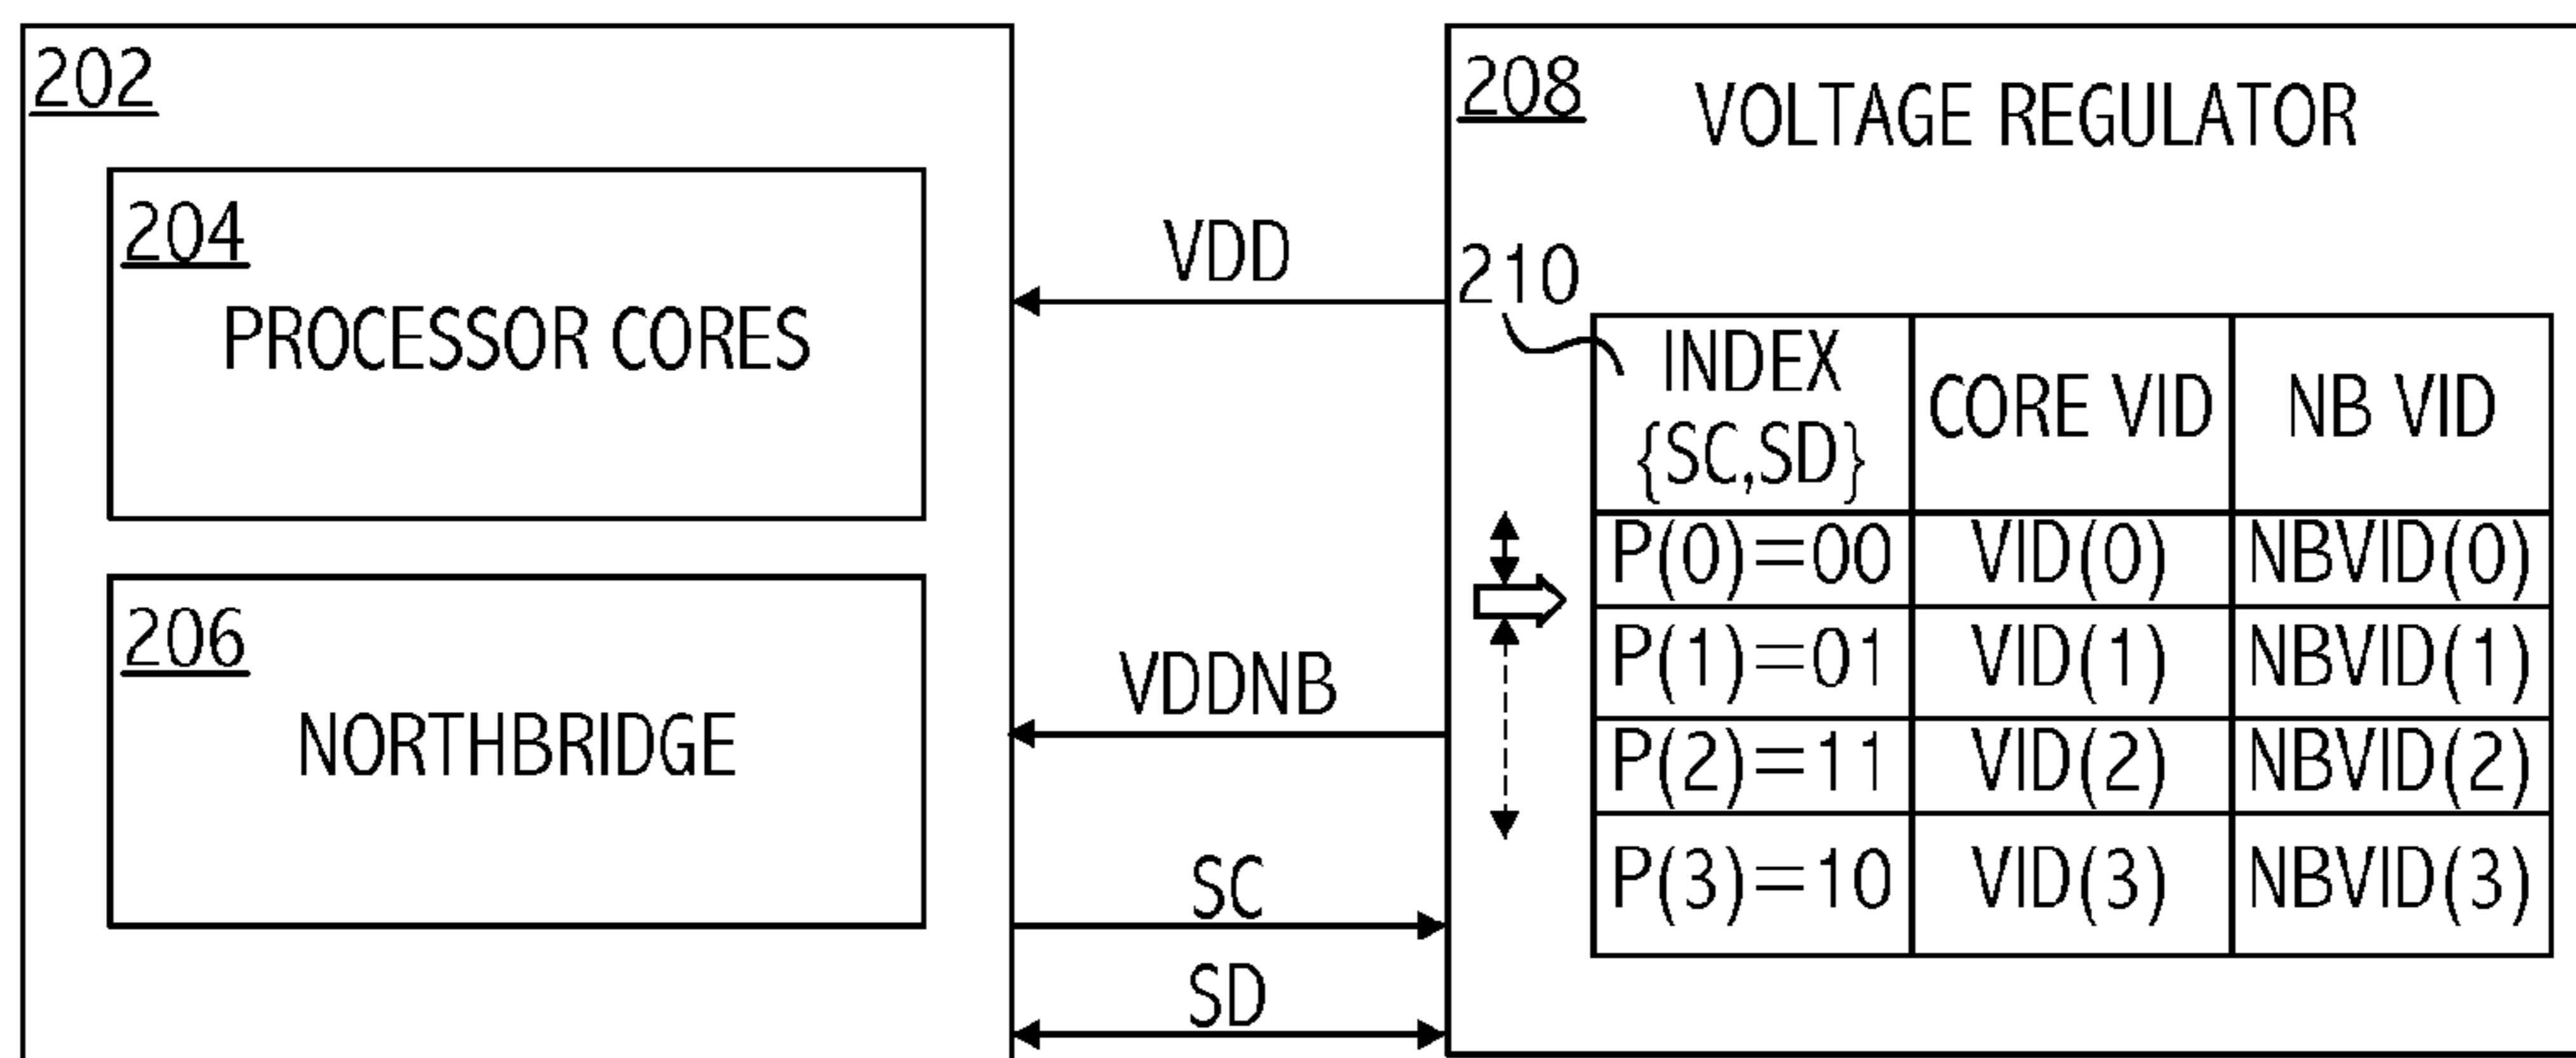 202
204
PROCESSOR CORES
206
NORTHBRIDGE
VDD
VDDNB
SC
SD
208
VOLTAGE REGULATOR
210
INDEX
{SC,SD}
CORE VID
NB VID
P(0)=00 VID(0) NBVID(0)
P(1)=01 VID(1) NBVID(1)
P(2)=11 VID(2) NBVID(2)
P(3)=10 VID(3) NBVID(3)